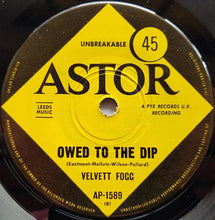 UNBREAKABLE
45
ASTOR
LEEDS
MUSIC
A PYE RECORDS U.K.
RECORDING
OWED TO THE DIP
(Eastment-Mellutt-Wilson-Pollard)
VELVETT FOGG
AP-1589
(B)